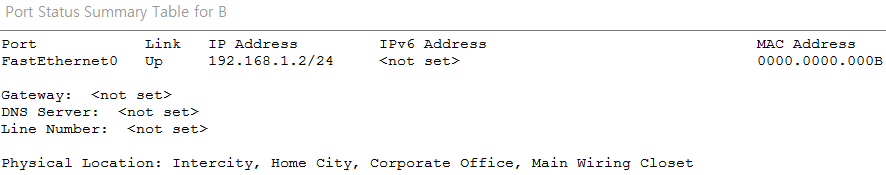 Port Status Summary Table for B
Port Link IP Address IPv6 Address MAC Address
FastEthernet0 Up 192.168.1.2/24 <not set> 0000.0000.000B
Gateway: <not set>
DNS Server: <not set>
Line Number: <not set>
Physical Location: Intercity, Home City, Corporate Office, Main Wiring Closet